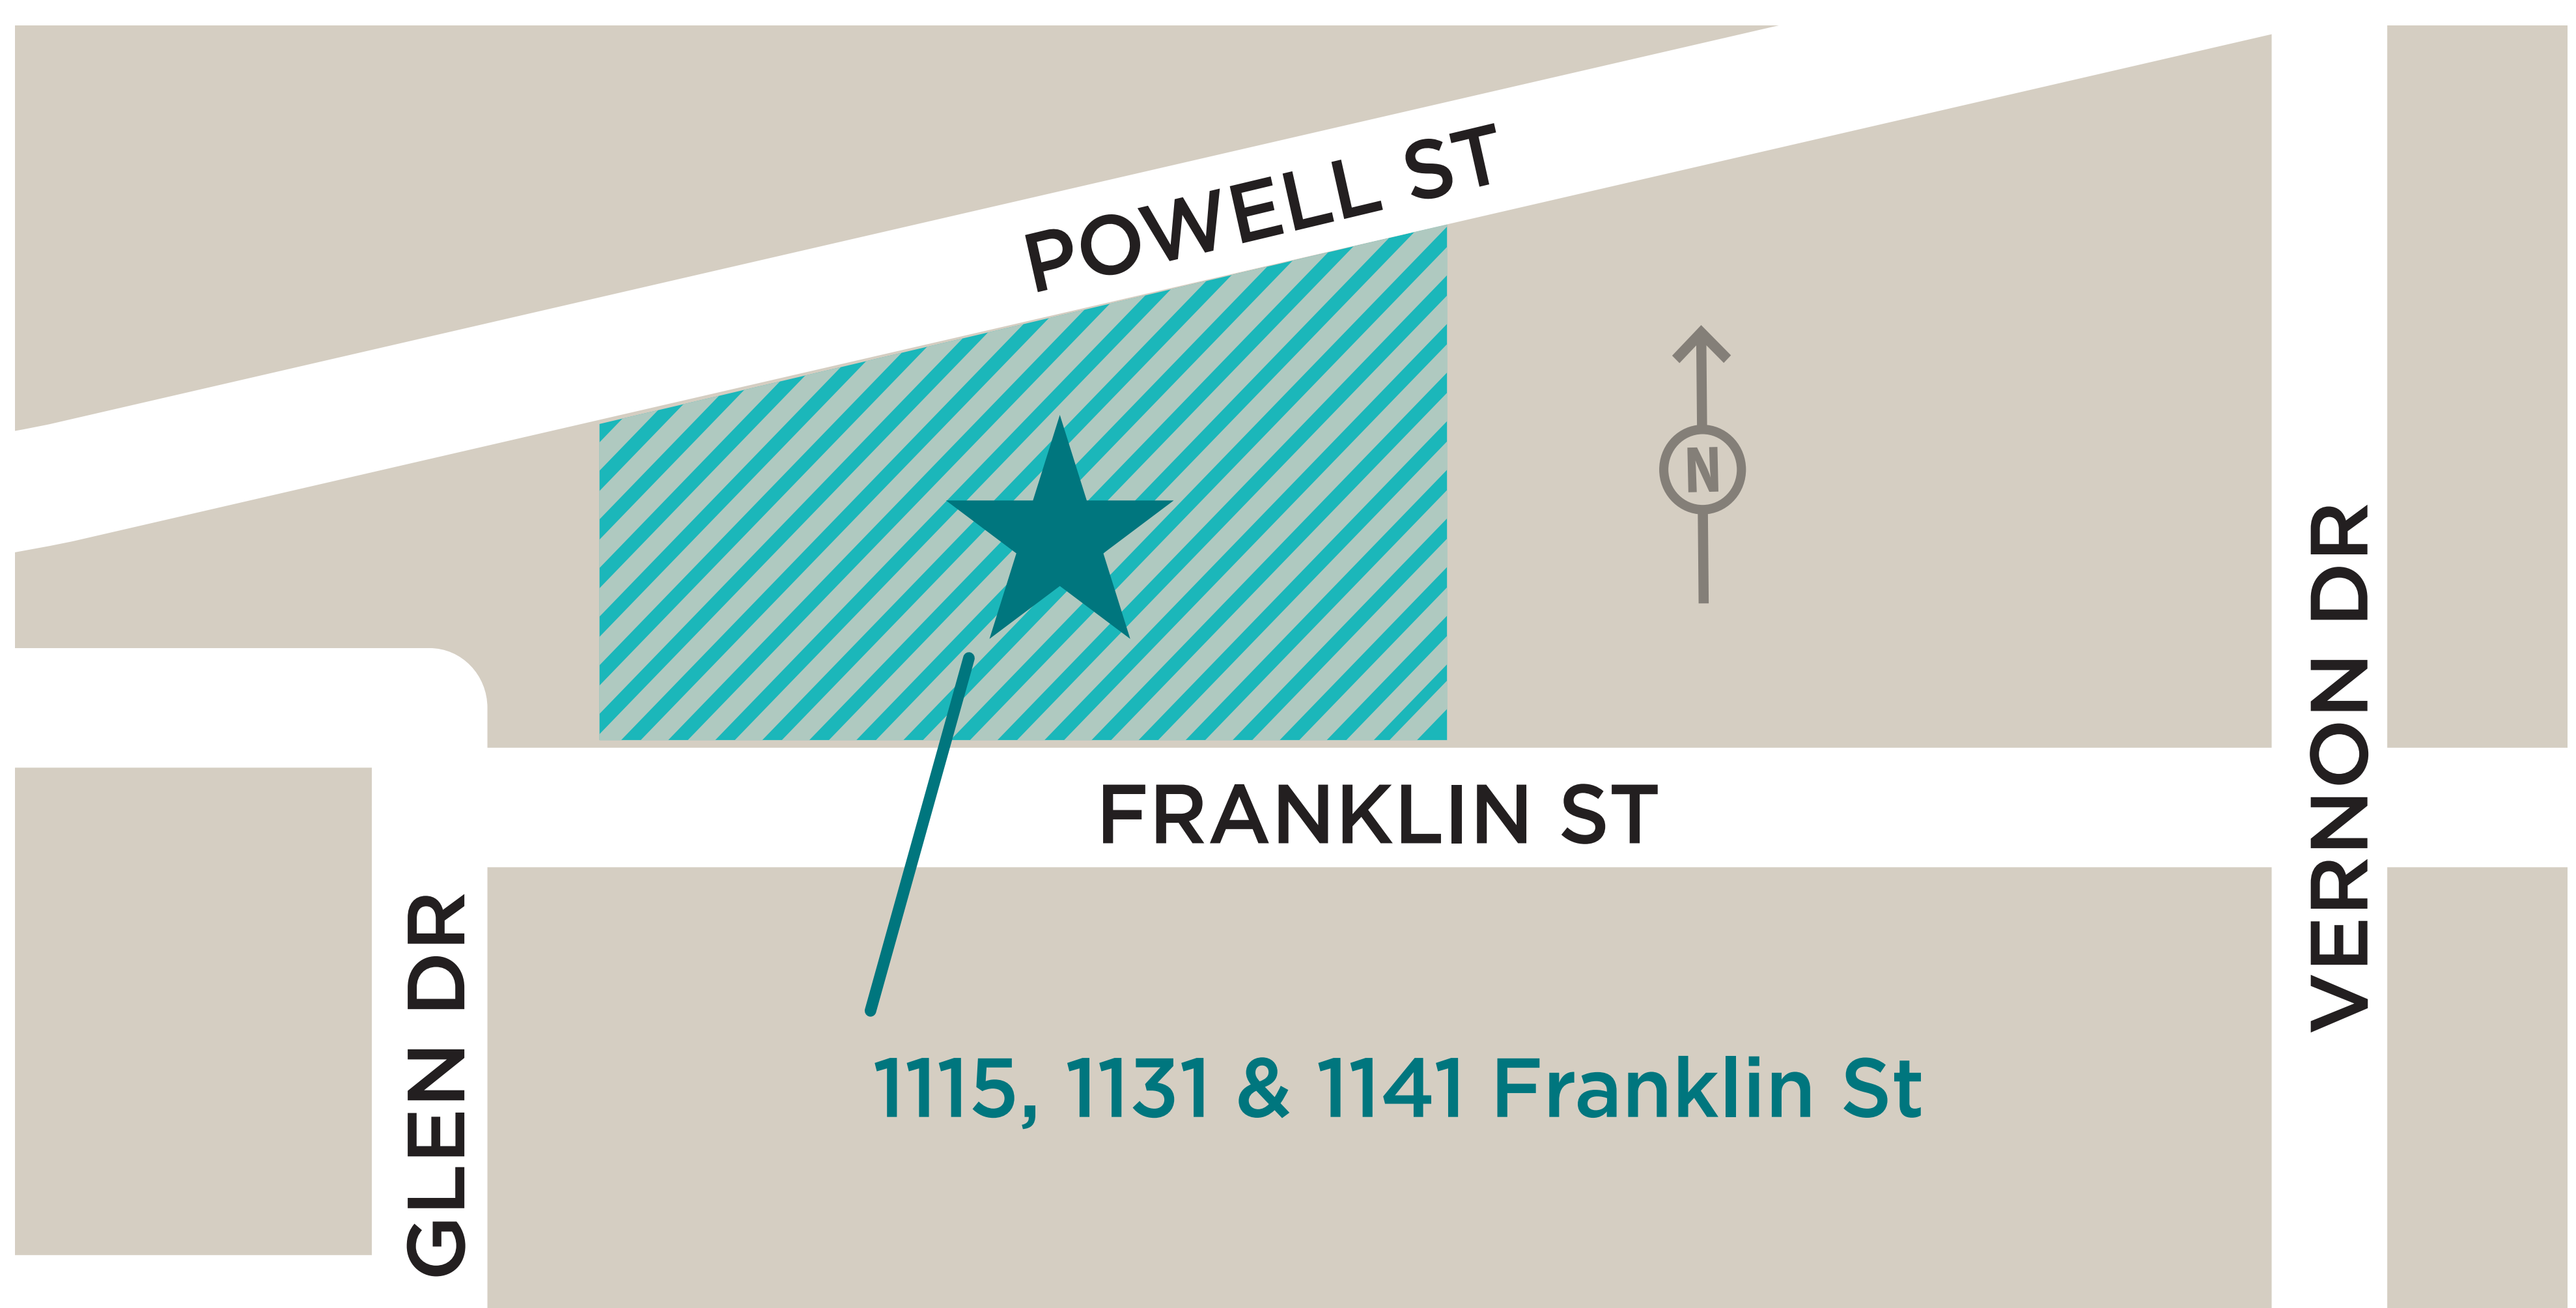 POWELL ST
N
VERNON DR
FRANKLIN ST
GLEN DR
1115, 1131 & 1141 Franklin St